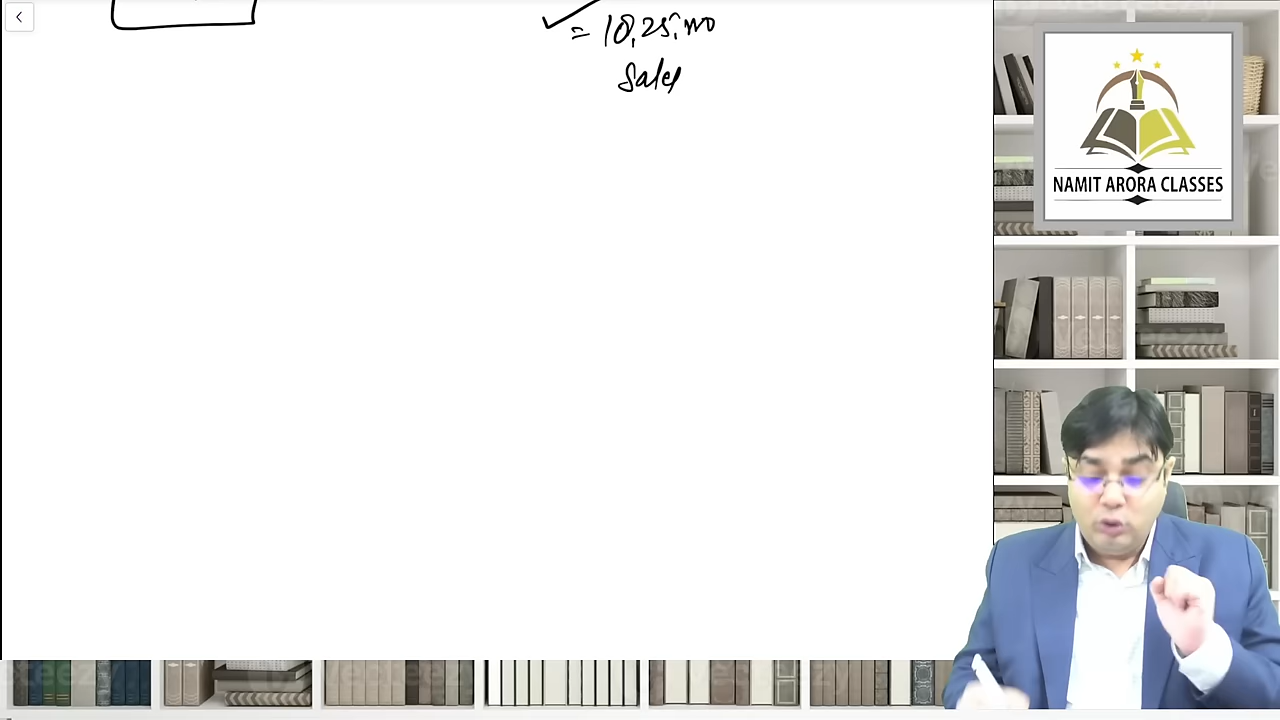 = 10,25,000
Sales
NAMIT ARORA CLASSES